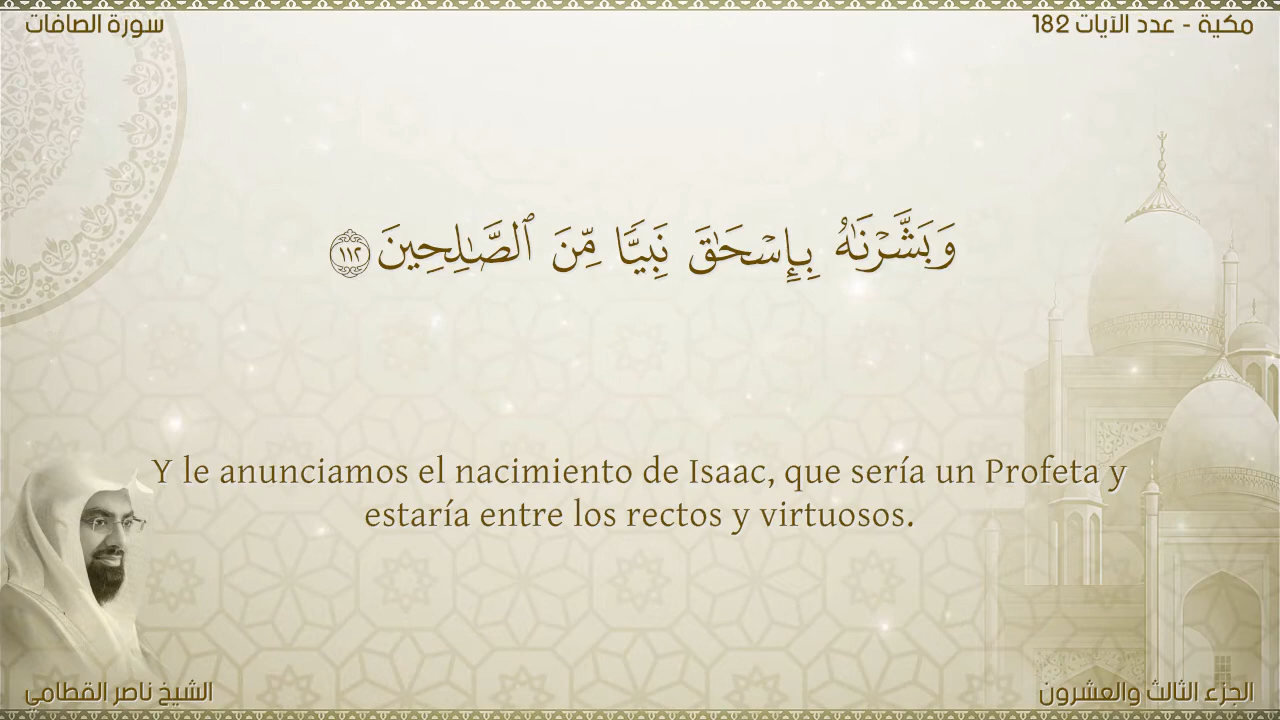 سورة الصافات
مكية - عدد الآيات 182
وَبَشَّرۡنَٰهُ بِإِسۡحَٰقَ نَبِيّٗا مِّنَ ٱلصَّٰلِحِينَ ١١٢
Y le anunciamos el nacimiento de Isaac, que sería un Profeta y
estaría entre los rectos y virtuosos.
الشيخ ناصر القطامي
الجزء الثالث والعشرون